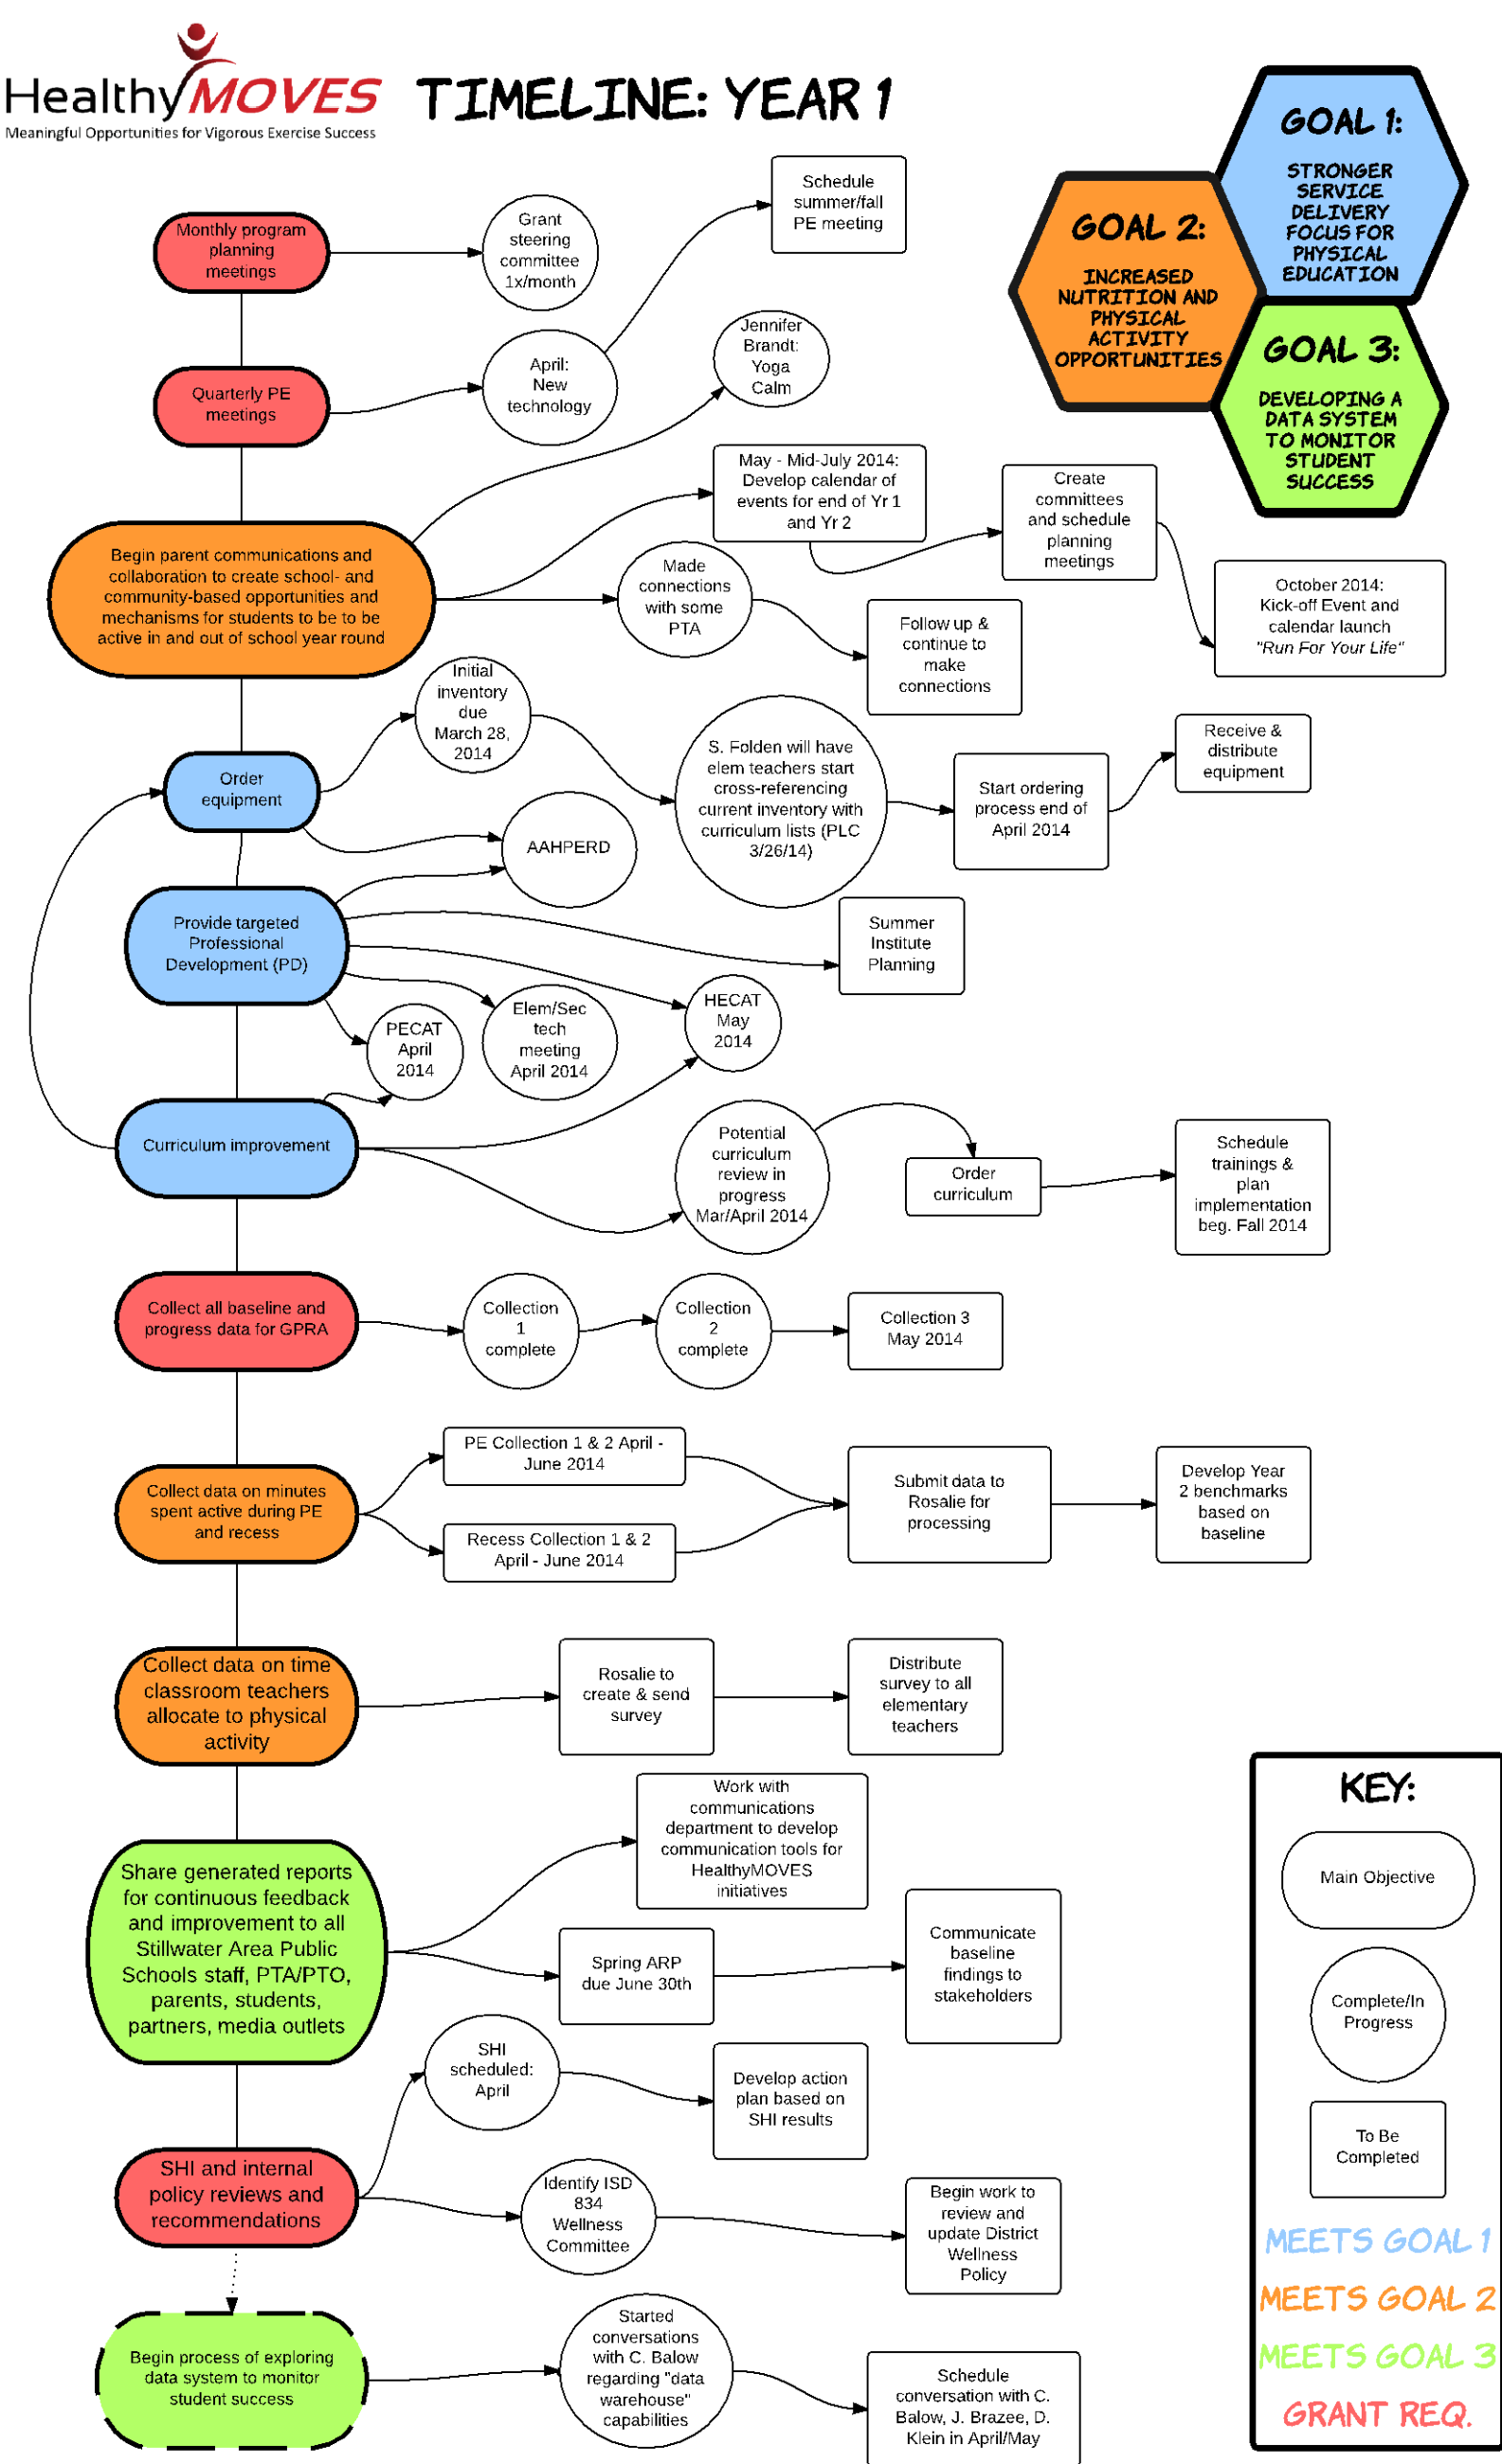 HealthyMOVES
Meaningful Opportunities for Vigorous Exercise Success
TIMELINE: YEAR 1
GOAL 1:
STRONGER
SERVICE
DELIVERY
FOCUS FOR
PHYSICAL
EDUCATION
GOAL 2:
INCREASED
NUTRITION AND
PHYSICAL
ACTIVITY
OPPORTUNITIES
GOAL 3:
DEVELOPING A
DATA SYSTEM
TO MONITOR
STUDENT
SUCCESS
Monthly program
planning
meetings
Grant
steering
committee
1x/month
Schedule
summer/fall
PE meeting
Quarterly PE
meetings
April:
New
technology
Jennifer
Brandt:
Yoga
Calm
Begin parent communications and
collaboration to create school- and
community-based opportunities and
mechanisms for students to be to be
active in and out of school year round
May - Mid-July 2014:
Develop calendar of
events for end of Yr 1
and Yr 2
Create
committees
and schedule
planning
meetings
October 2014:
Kick-off Event and
calendar launch
"Run For Your Life"
Made
connections
with some
PTA
Follow up &
continue to
make
connections
Order
equipment
Initial
inventory
due
March 28,
2014
S. Folden will have
elem teachers start
cross-referencing
current inventory with
curriculum lists (PLC
3/26/14)
Start ordering
process end of
April 2014
Receive &
distribute
equipment
AAHPERD
Provide targeted
Professional
Development (PD)
Summer
Institute
Planning
HECAT
May
2014
Elem/Sec
tech
meeting
April 2014
PECAT
April
2014
Curriculum improvement
Potential
curriculum
review in
progress
Mar/April 2014
Order
curriculum
Schedule
trainings &
plan
implementation
beg. Fall 2014
Collect all baseline and
progress data for GPRA
Collection
1
complete
Collection
2
complete
Collection 3
May 2014
Collect data on minutes
spent active during PE
and recess
PE Collection 1 & 2 April -
June 2014
Recess Collection 1 & 2
April - June 2014
Submit data to
Rosalie for
processing
Develop Year
2 benchmarks
based on
baseline
Collect data on time
classroom teachers
allocate to physical
activity
Rosalie to
create & send
survey
Distribute
survey to all
elementary
teachers
Share generated reports
for continuous feedback
and improvement to all
Stillwater Area Public
Schools staff, PTA/PTO,
parents, students,
partners, media outlets
Work with
communications
department to develop
communication tools for
HealthyMOVES
initiatives
Spring ARP
due June 30th
Communicate
baseline
findings to
stakeholders
SHI and internal
policy reviews and
recommendations
SHI
scheduled:
April
Develop action
plan based on
SHI results
Identify ISD
834
Wellness
Committee
Begin work to
review and
update District
Wellness
Policy
Begin process of exploring
data system to monitor
student success
Started
conversations
with C. Balow
regarding "data
warehouse"
capabilities
Schedule
conversation with C.
Balow, J. Brazee, D.
Klein in April/May
KEY:
Main Objective
Complete/In
Progress
To Be
Completed
MEETS GOAL 1
MEETS GOAL 2
MEETS GOAL 3
GRANT REQ.